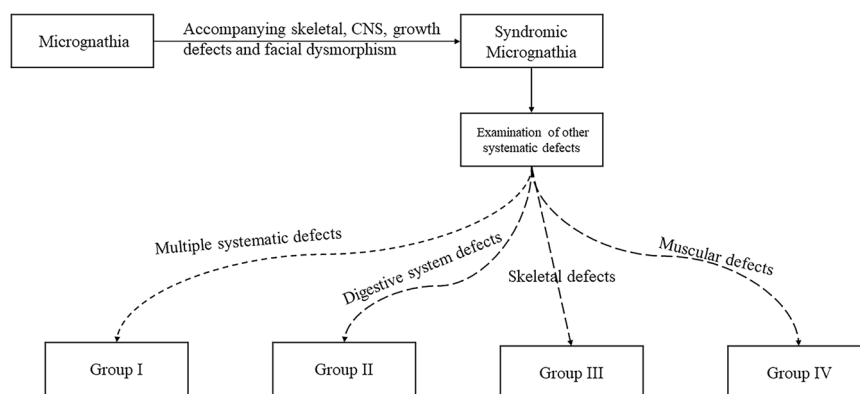 Micrognathia
Accompanying skeletal, CNS, growth
defects and facial dysmorphism
Syndromic
Micrognathia
Examination of other
systematic defects
Multiple systematic defects
Digestive system defects
Skeletal defects
Muscular defects
Group I
Group II
Group III
Group IV